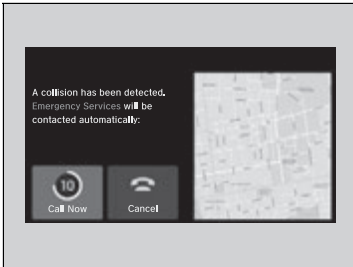 A collision has been detected.
Emergency Services will be
contacted automatically:
10
Call Now
Cancel